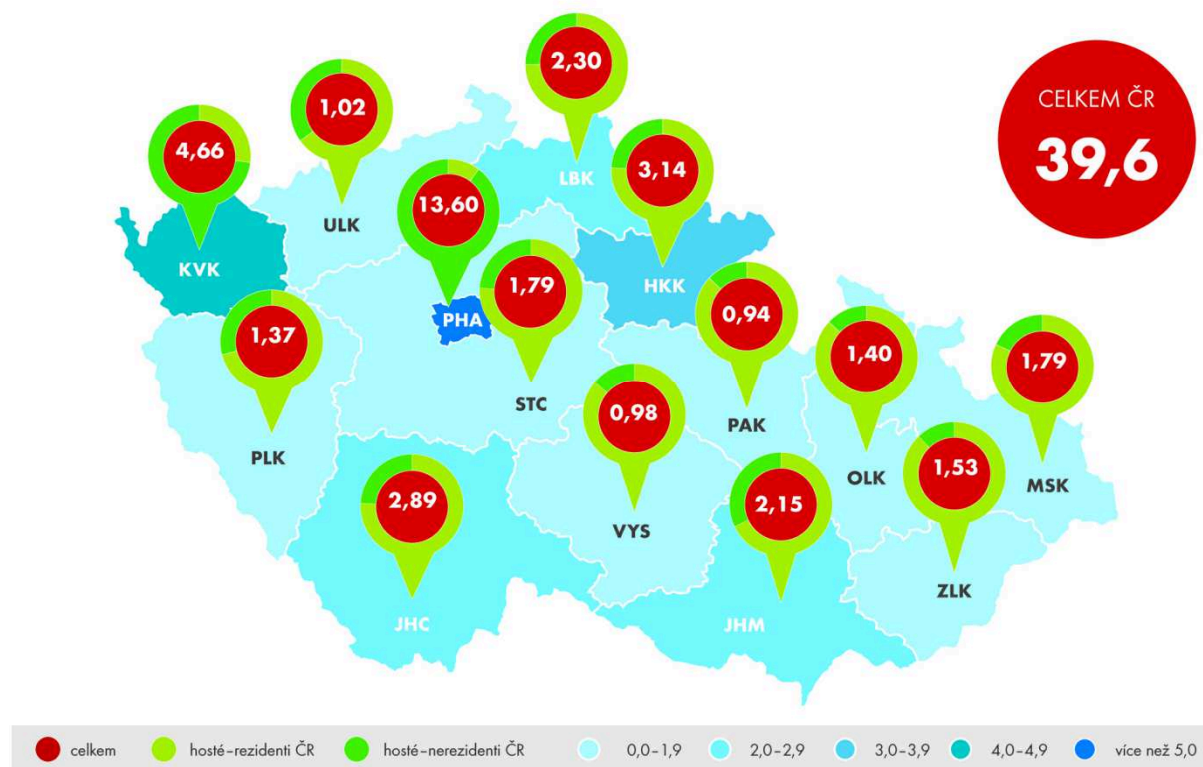 2,30
CELKEM ČR
39,6
1,02
4,66
3,14
LBK
13,60
ULK
KVK
HKK
1,79
PHA
0,94
1,37
1,40
1,79
STC
0,98
PAK
PLK
1,53
OLK
MSK
2,89
2,15
VYS
ZLK
JHC
JHM
celkem hosté–rezidenti ČR hosté–nerezidenti ČR 0,0–1,9 2,0–2,9 3,0–3,9 4,0–4,9 více než 5,0